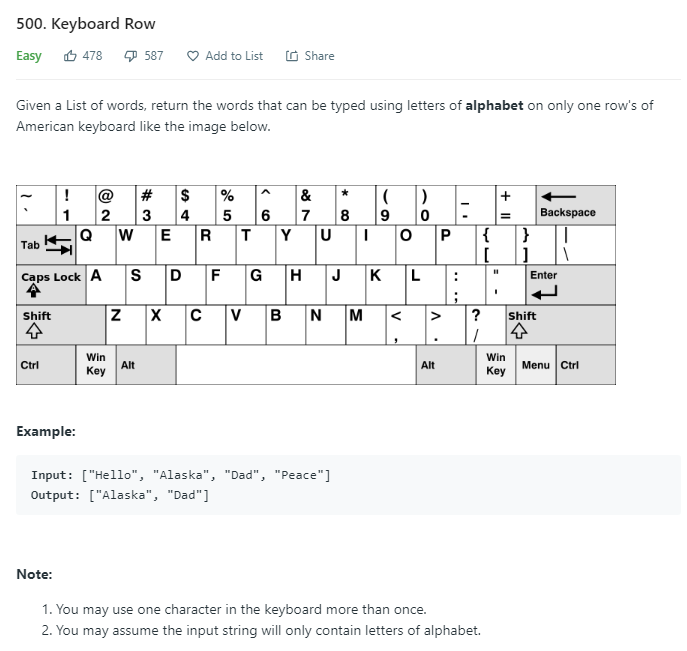 500. Keyboard Row
Easy 478 587 Add to List Share
Given a List of words, return the words that can be typed using letters of alphabet on only one row's of
American keyboard like the image below.
~ ! @ # $ % ^ & * ( ) _ +
` 1 2 3 4 5 6 7 8 9 0 - = Backspace
Tab Q W E R T Y U I O P { } |
[ ] \
Caps Lock A S D F G H J K L : " Enter
; '
Shift Z X C V B N M < > ? Shift
, . /
Ctrl Win Key Alt Alt Win Key Menu Ctrl
Example:
Input: ["Hello", "Alaska", "Dad", "Peace"]
Output: ["Alaska", "Dad"]
Note:
1. You may use one character in the keyboard more than once.
2. You may assume the input string will only contain letters of alphabet.